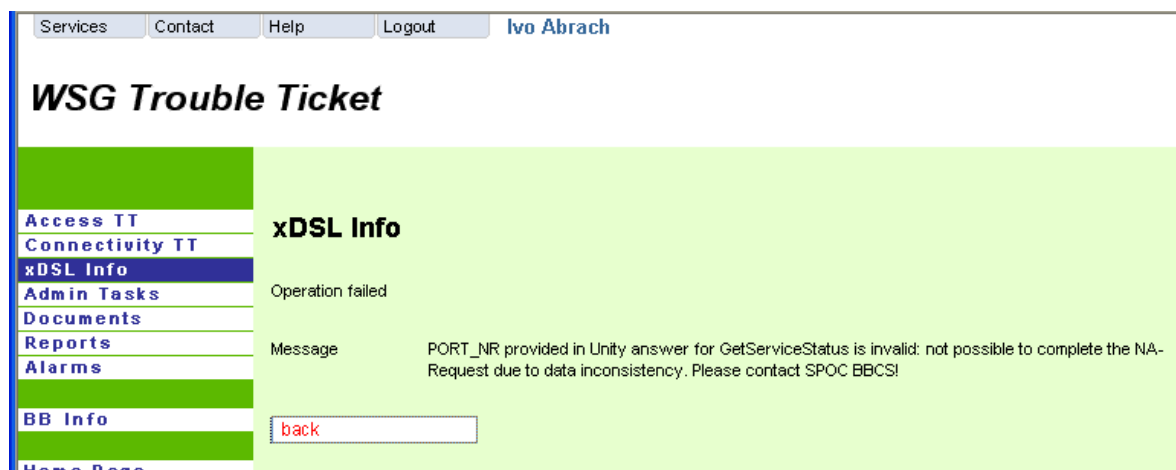 Services Contact Help Logout Ivo Abrach
WSG Trouble Ticket
Access TT
Connectivity TT
xDSL Info
Admin Tasks
Documents
Reports
Alarms
BB Info
Home Page
xDSL Info
Operation failed
Message PORT_NR provided in Unity answer for GetServiceStatus is invalid: not possible to complete the NA-
Request due to data inconsistency. Please contact SPOC BBCS!
back